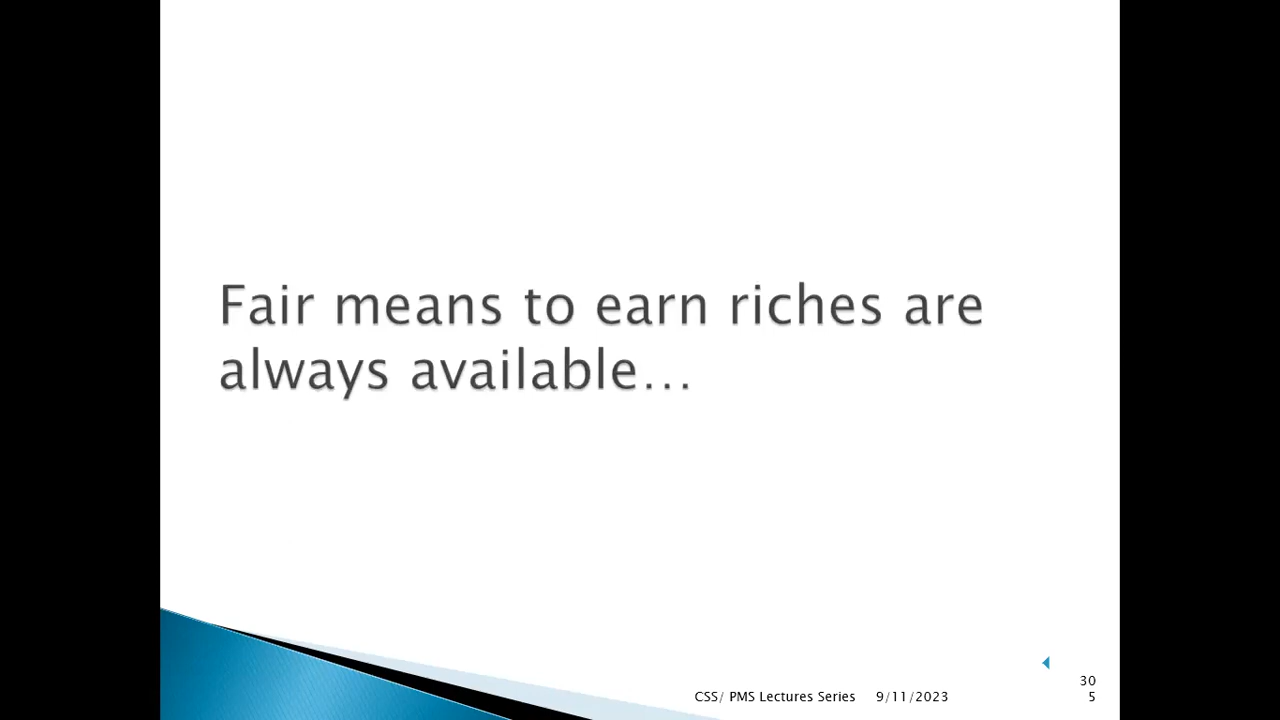 Fair means to earn riches are
always available…
CSS/ PMS Lectures Series 9/11/2023
30
5